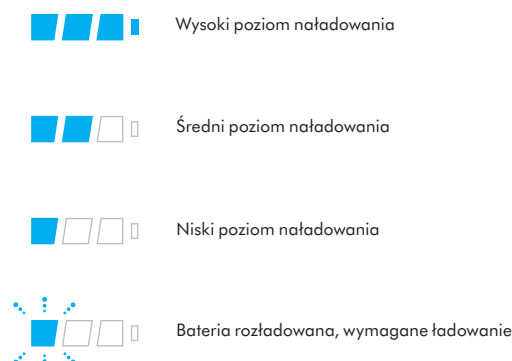 Wysoki poziom naładowania
Średni poziom naładowania
Niski poziom naładowania
Bateria rozładowana, wymagane ładowanie